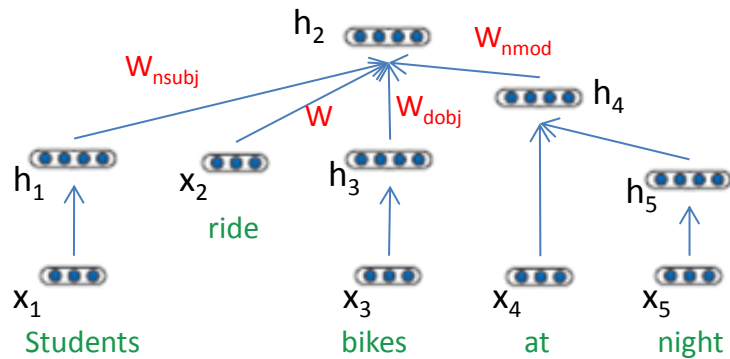 h2
Wnsubj
Wnmod
W
Wdobj
h4
h1
x2
h3
h5
ride
x1
x3
x4
x5
Students
bikes
at
night